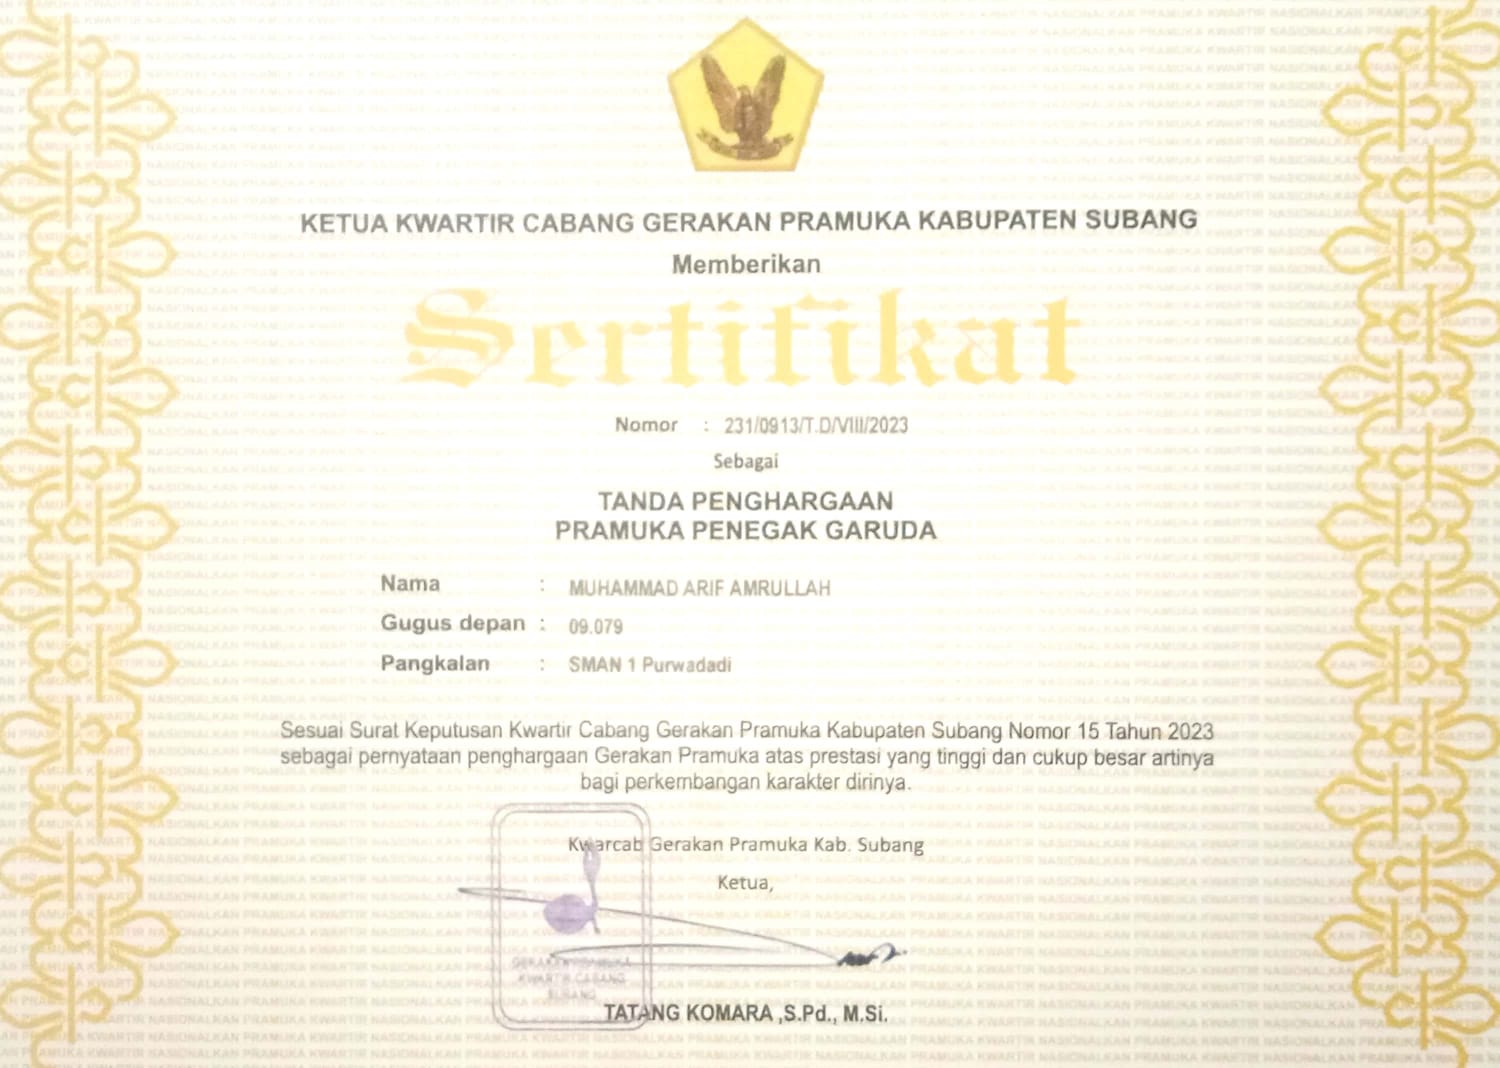 KETUA KWARTIR CABANG GERAKAN PRAMUKA KABUPATEN SUBANG
Memberikan
Sertifikat
Nomor : 231/0913/T.D/VIII/2023
Sebagai
TANDA PENGHARGAAN
PRAMUKA PENEGAK GARUDA
Nama : MUHAMMAD ARIF AMRULLAH
Gugus depan : 09.079
Pangkalan : SMAN 1 Purwadadi
Sesuai Surat Keputusan Kwartir Cabang Gerakan Pramuka Kabupaten Subang Nomor 15 Tahun 2023
sebagai pernyataan penghargaan Gerakan Pramuka atas prestasi yang tinggi dan cukup besar artinya
bagi perkembangan karakter dirinya.
Kwarcab Gerakan Pramuka Kab. Subang
Ketua,
GERAKAN PRAMUKA
KWARTIR CABANG
SUBANG
TATANG KOMARA ,S.Pd., M.Si.